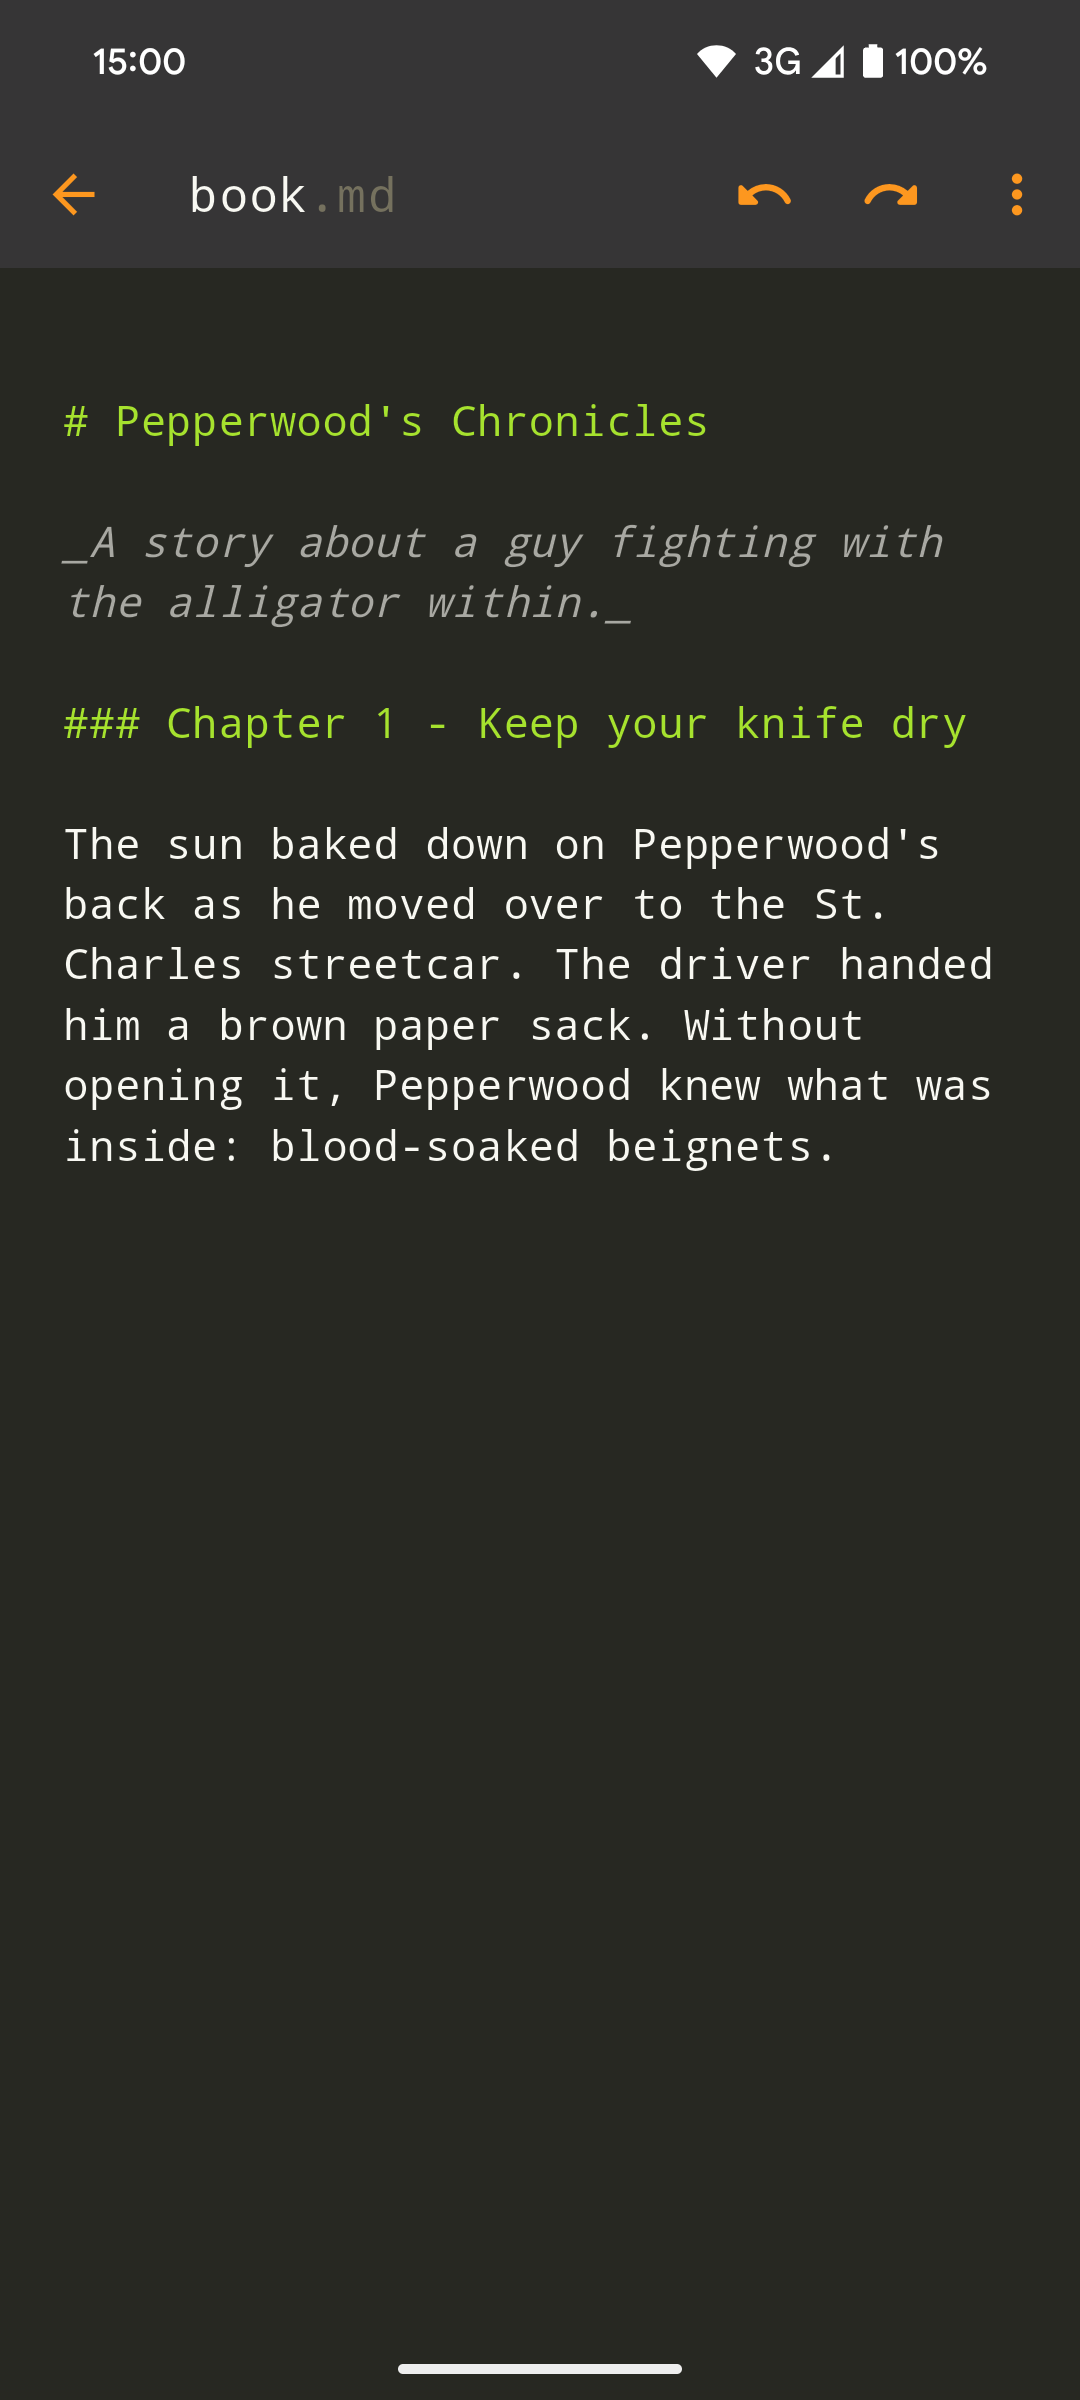 15:00 3G 100%
book.md
# Pepperwood's Chronicles
_A story about a guy fighting with
the alligator within._
### Chapter 1 - Keep your knife dry
The sun baked down on Pepperwood's
back as he moved over to the St.
Charles streetcar. The driver handed
him a brown paper sack. Without
opening it, Pepperwood knew what was
inside: blood-soaked beignets.